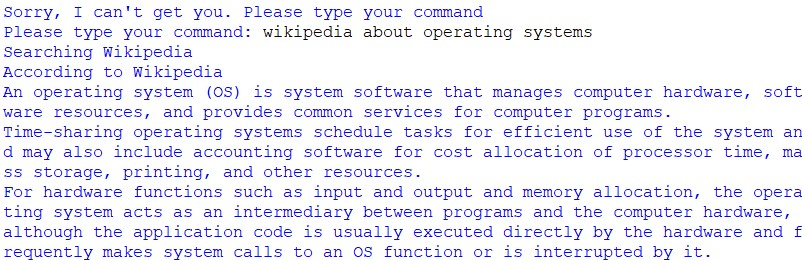 Sorry, I can't get you. Please type your command
Please type your command: wikipedia about operating systems
Searching Wikipedia
According to Wikipedia
An operating system (OS) is system software that manages computer hardware, soft
ware resources, and provides common services for computer programs.
Time-sharing operating systems schedule tasks for efficient use of the system an
d may also include accounting software for cost allocation of processor time, ma
ss storage, printing, and other resources.
For hardware functions such as input and output and memory allocation, the opera
ting system acts as an intermediary between programs and the computer hardware,
although the application code is usually executed directly by the hardware and f
requently makes system calls to an OS function or is interrupted by it.